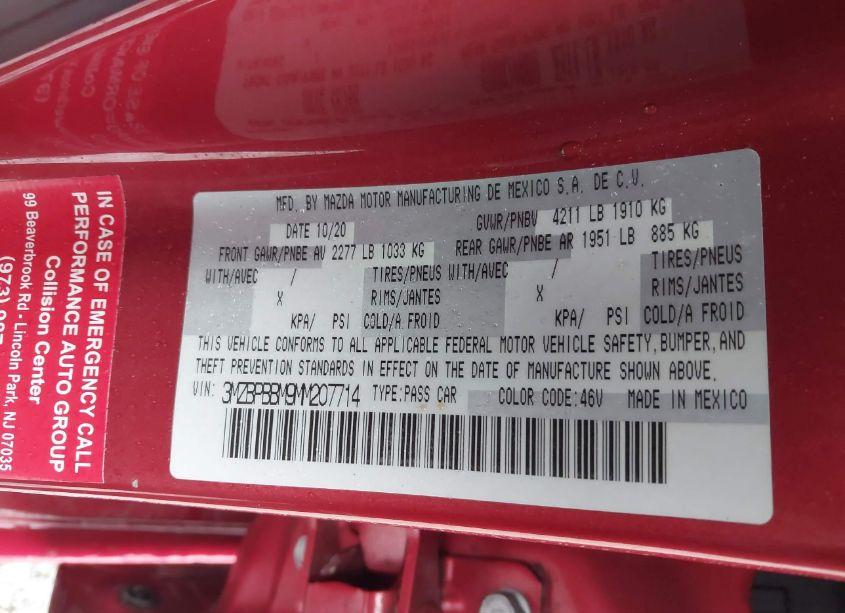 MFD. BY MAZDA MOTOR MANUFACTURING DE MEXICO S.A. DE C.V.
DATE 10/20 GVWR/PNBV 4211 LB 1910 KG
FRONT GAWR/PNBE AV 2277 LB 1033 KG REAR GAWR/PNBE AR 1951 LB 885 KG
WITH/AVEC / TIRES/PNEUS WITH/AVEC / TIRES/PNEUS
X RIMS/JANTES X RIMS/JANTES
KPA/ PSI COLD/A FROID KPA/ PSI COLD/A FROID
THIS VEHICLE CONFORMS TO ALL APPLICABLE FEDERAL MOTOR VEHICLE SAFETY, BUMPER, AND
THEFT PREVENTION STANDARDS IN EFFECT ON THE DATE OF MANUFACTURE SHOWN ABOVE.
VIN: 3MZBPBBM9MM207714 TYPE:PASS CAR COLOR CODE:46V MADE IN MEXICO
IN CASE OF EMERGENCY CALL
PERFORMANCE AUTO GROUP
Collision Center
99 Beaverbrook Rd - Lincoln Park, NJ 07035
(973)